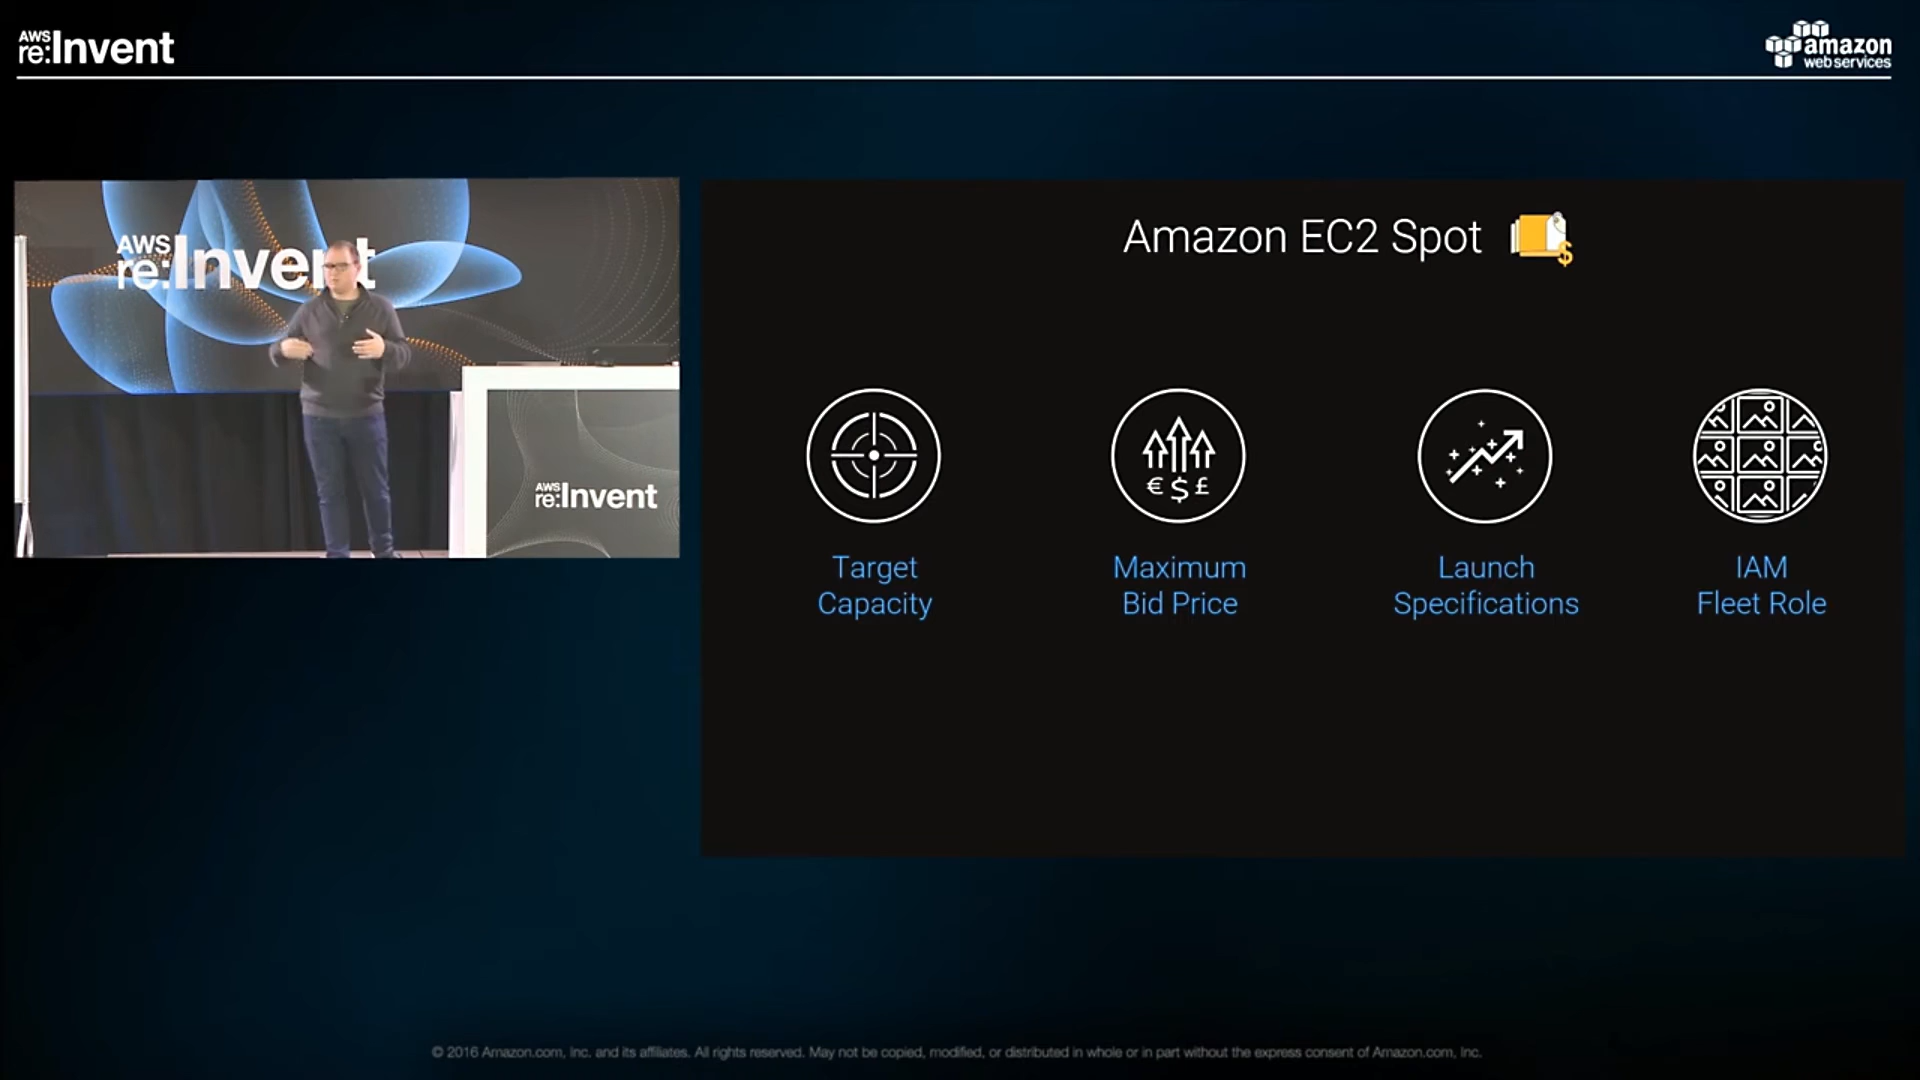 AWS
re:Invent
amazon
web services
AWS
re:Invent
AWS
re:Invent
Amazon EC2 Spot
Target
Capacity
Maximum
Bid Price
Launch
Specifications
IAM
Fleet Role
© 2016 Amazon.com, Inc. and its affiliates. All rights reserved. May not be copied, modified, or distributed in whole or in part without the express consent of Amazon.com, Inc.